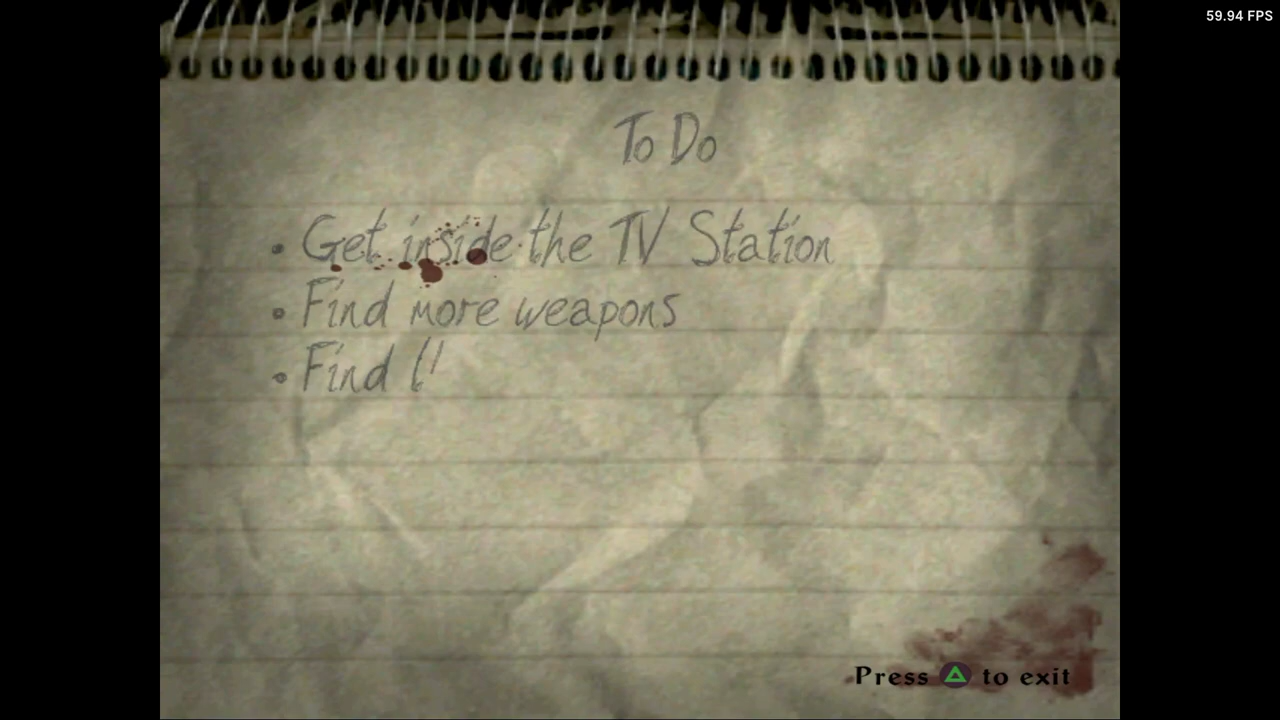 59.94 FPS
To Do
• Get inside the TV Station
• Find more weapons
• Find
Press to exit